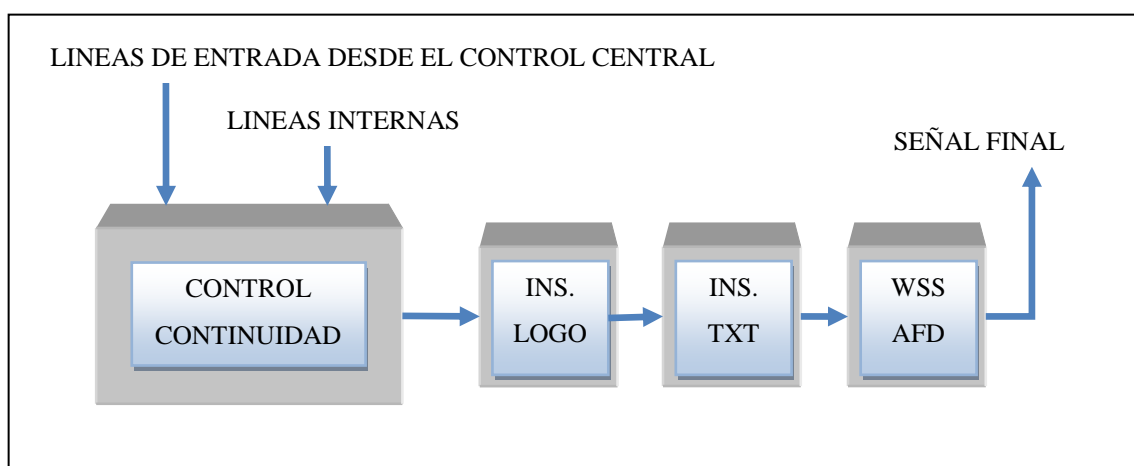 LINEAS DE ENTRADA DESDE EL CONTROL CENTRAL
LINEAS INTERNAS
SEÑAL FINAL
CONTROL
CONTINUIDAD
INS.
LOGO
INS.
TXT
WSS
AFD